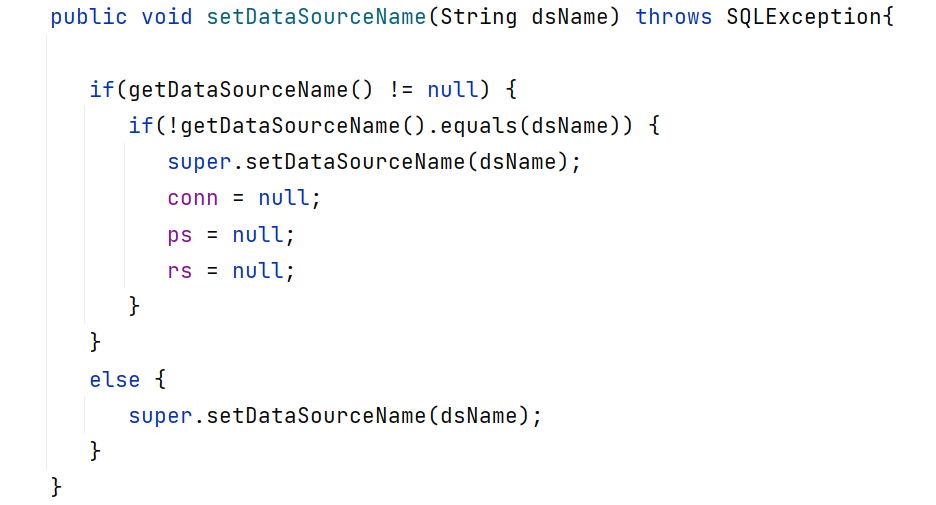 public void setDataSourceName(String dsName) throws SQLException{
if(getDataSourceName() != null) {
if(!getDataSourceName().equals(dsName)) {
super.setDataSourceName(dsName);
conn = null;
ps = null;
rs = null;
}
}
else {
super.setDataSourceName(dsName);
}
}